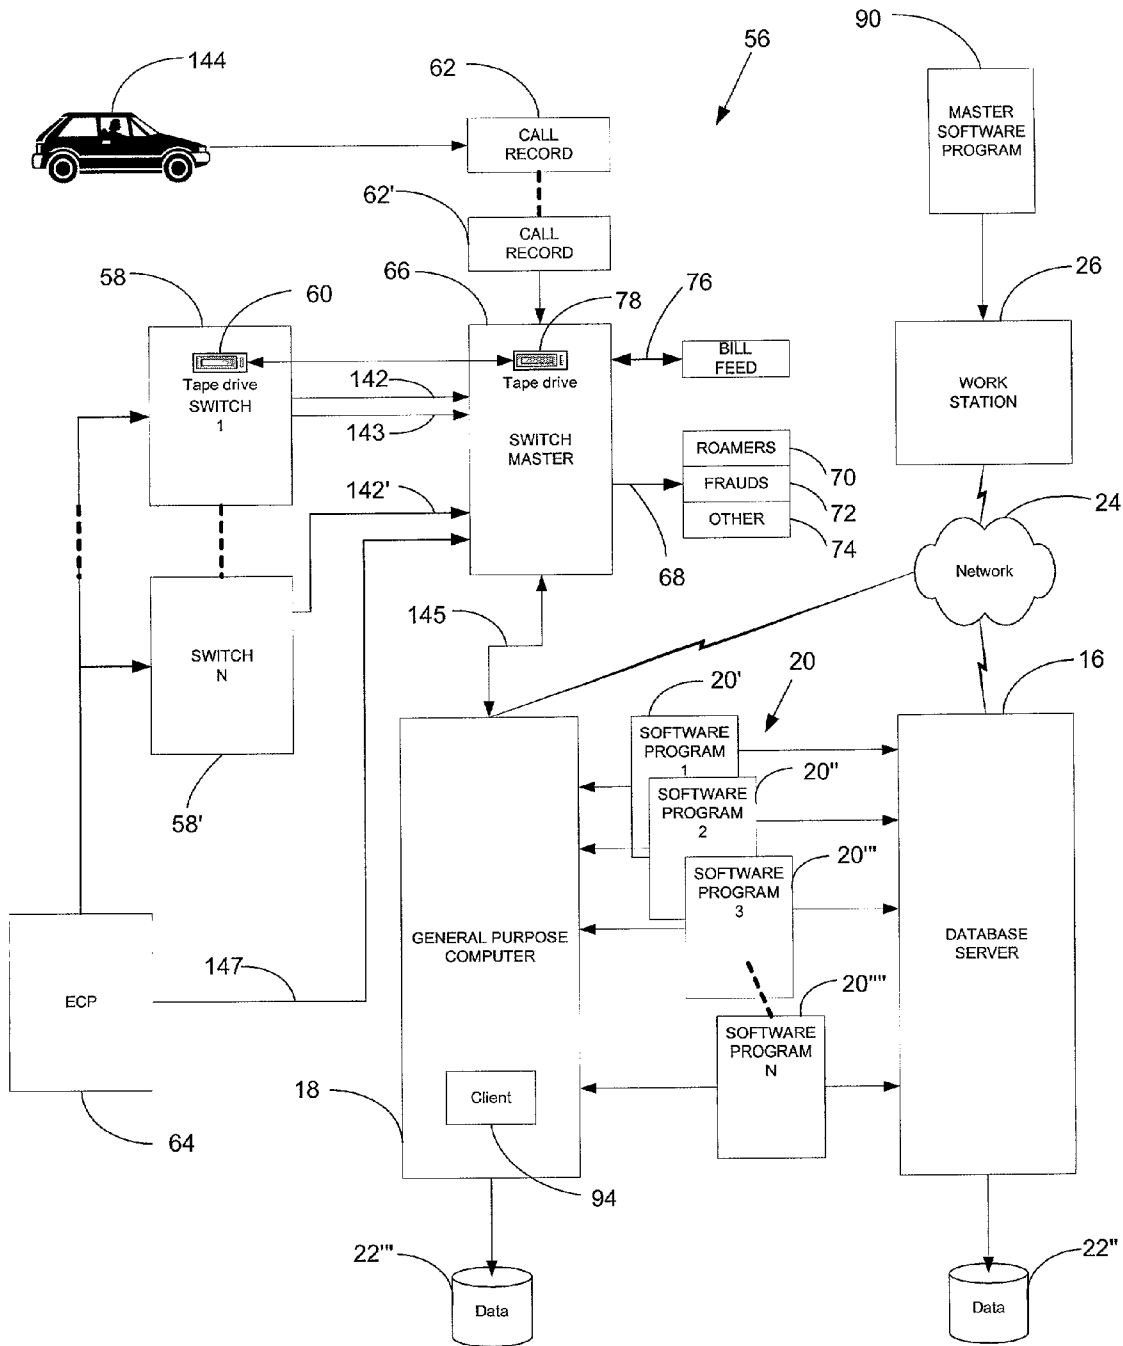 144
62
56
90
CALL
RECORD
MASTER
SOFTWARE
PROGRAM
62'
CALL
RECORD
58
60
66
78
76
26
Tape drive
SWITCH
1
142
143
Tape drive
SWITCH
MASTER
BILL
FEED
WORK
STATION
ROAMERS
70
FRAUDS
72
OTHER
74
68
142'
24
Network
145
SWITCH
N
58'
20'
20
16
SOFTWARE
PROGRAM
1
20"
SOFTWARE
PROGRAM
2
20'"
SOFTWARE
PROGRAM
3
GENERAL PURPOSE
COMPUTER
DATABASE
SERVER
ECP
147
20""
SOFTWARE
PROGRAM
N
18
Client
64
94
22'"
Data
22"
Data